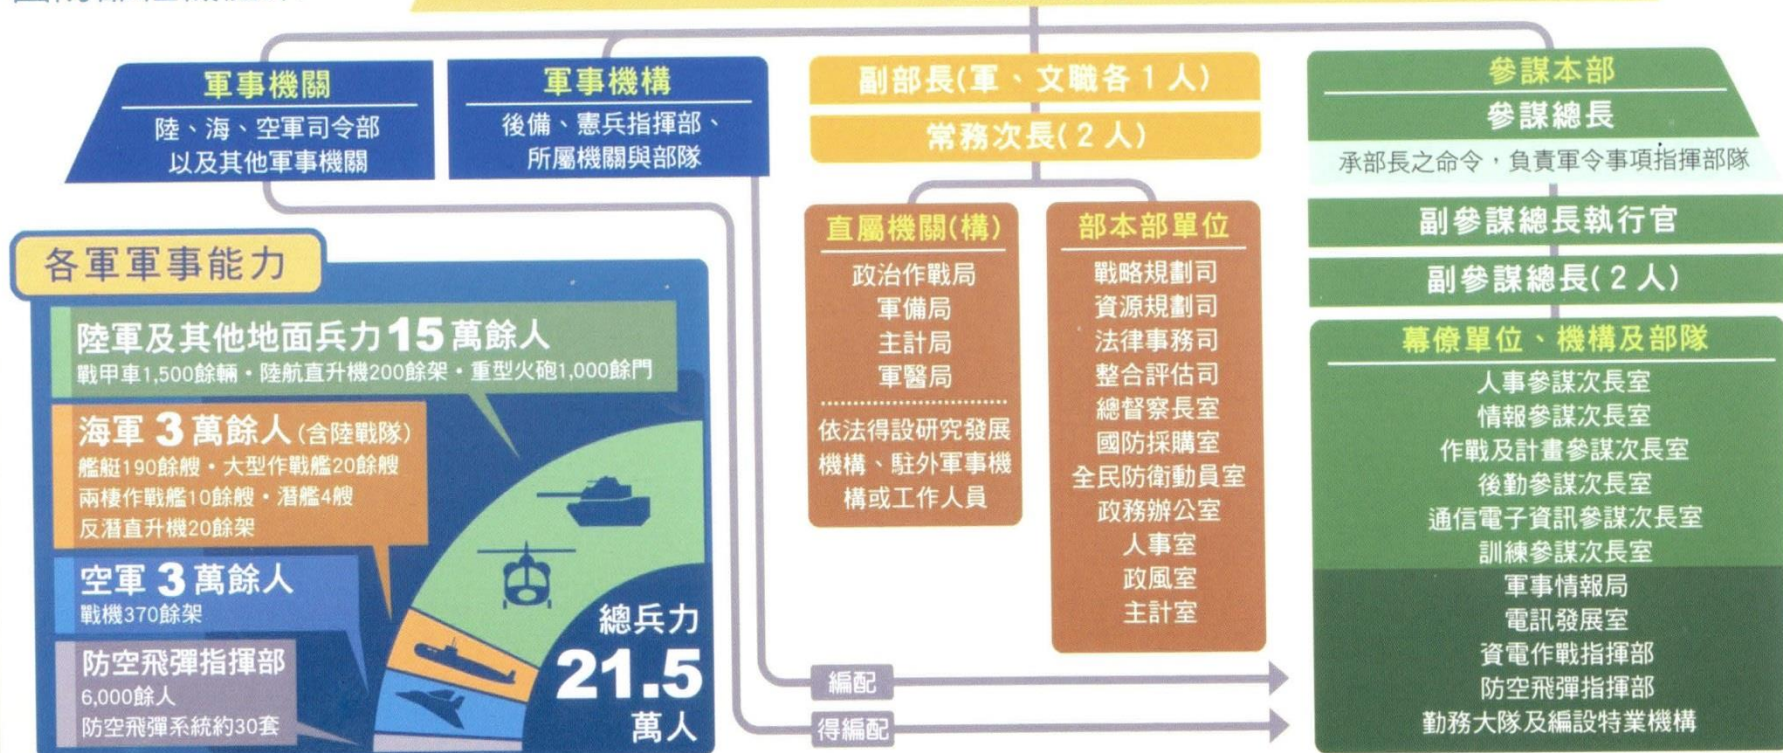 軍事機關
陸、海、空軍司令部
以及其他軍事機關
軍事機構
後備、憲兵指揮部、
所屬機關與部隊
副部長(軍、文職各1人)
常務次長(2人)
直屬機關(構)
政治作戰局
軍備局
主計局
軍醫局
依法得設研究發展
機構、駐外軍事機
構或工作人員
部本部單位
戰略規劃司
資源規劃司
法律事務司
整合評估司
總督察長室
國防採購室
全民防衛動員室
政務辦公室
人事室
政風室
主計室
參謀本部
參謀總長
承部長之命令，負責軍令事項指揮部隊
副參謀總長執行官
副參謀總長(2人)
幕僚單位、機構及部隊
人事參謀次長室
情報參謀次長室
作戰及計畫參謀次長室
後勤參謀次長室
通信電子資訊參謀次長室
訓練參謀次長室
軍事情報局
電訊發展室
資電作戰指揮部
防空飛彈指揮部
勤務大隊及編設特業機構
編配
得編配
各軍軍事能力
陸軍及其他地面兵力15萬餘人
戰甲車1,500餘輛・陸航直升機200餘架・重型火砲1,000餘門
海軍3萬餘人(含陸戰隊)
艦艇190餘艘・大型作戰艦20餘艘
兩棲作戰艦10餘艘・潛艦4艘
反潛直升機20餘架
空軍3萬餘人
戰機370餘架
防空飛彈指揮部
6,000餘人
防空飛彈系統約30套
總兵力
21.5
萬人